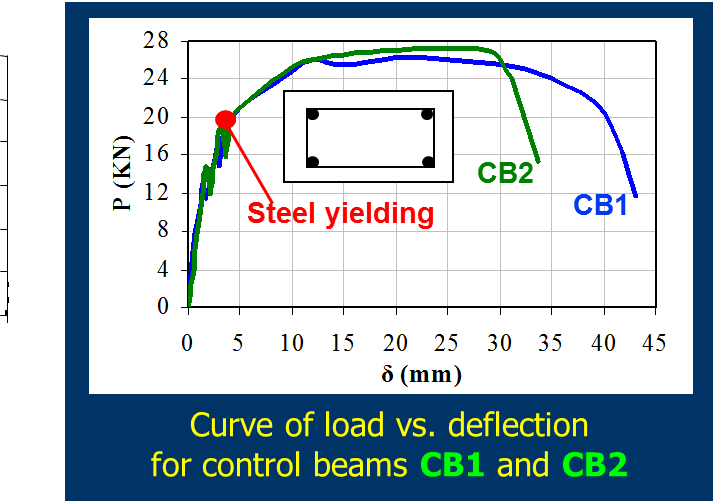 28
24
20
16
12
8
4
0
P (KN)
CB2
CB1
Steel yielding
0 5 10 15 20 25 30 35 40 45
δ (mm)
Curve of load vs. deflection
for control beams CB1 and CB2